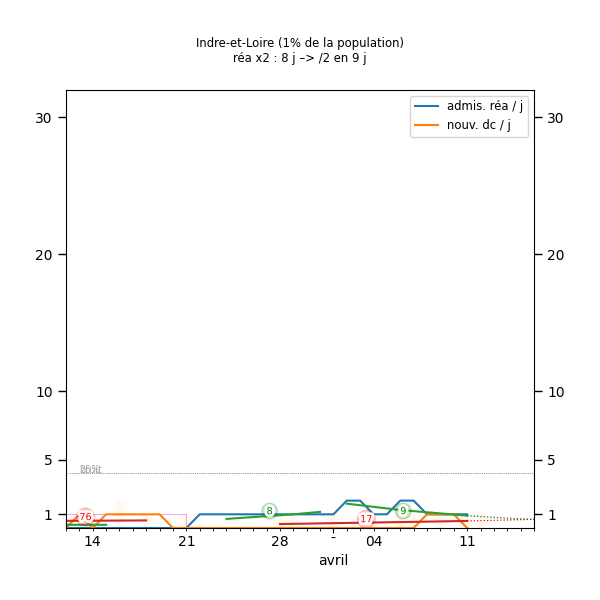 Indre-et-Loire (1% de la population)
réa x2 : 8 j –> /2 en 9 j
admis. réa / j
nouv. dc / j
30 30
20 20
10 10
5 5
1 1
76 8 17 9
14 21 28 - 04 11
avril